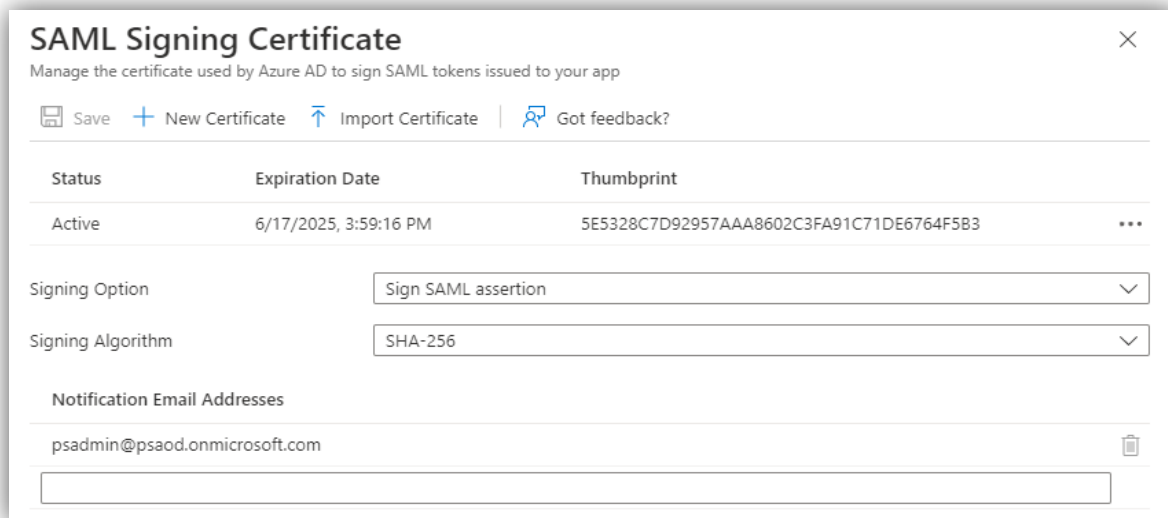 SAML Signing Certificate
Manage the certificate used by Azure AD to sign SAML tokens issued to your app
Save New Certificate Import Certificate Got feedback?
Status Expiration Date Thumbprint
Active 6/17/2025, 3:59:16 PM 5E5328C7D92957AAA8602C3FA91C71DE6764F5B3
Signing Option Sign SAML assertion
Signing Algorithm SHA-256
Notification Email Addresses
psadmin@psaod.onmicrosoft.com